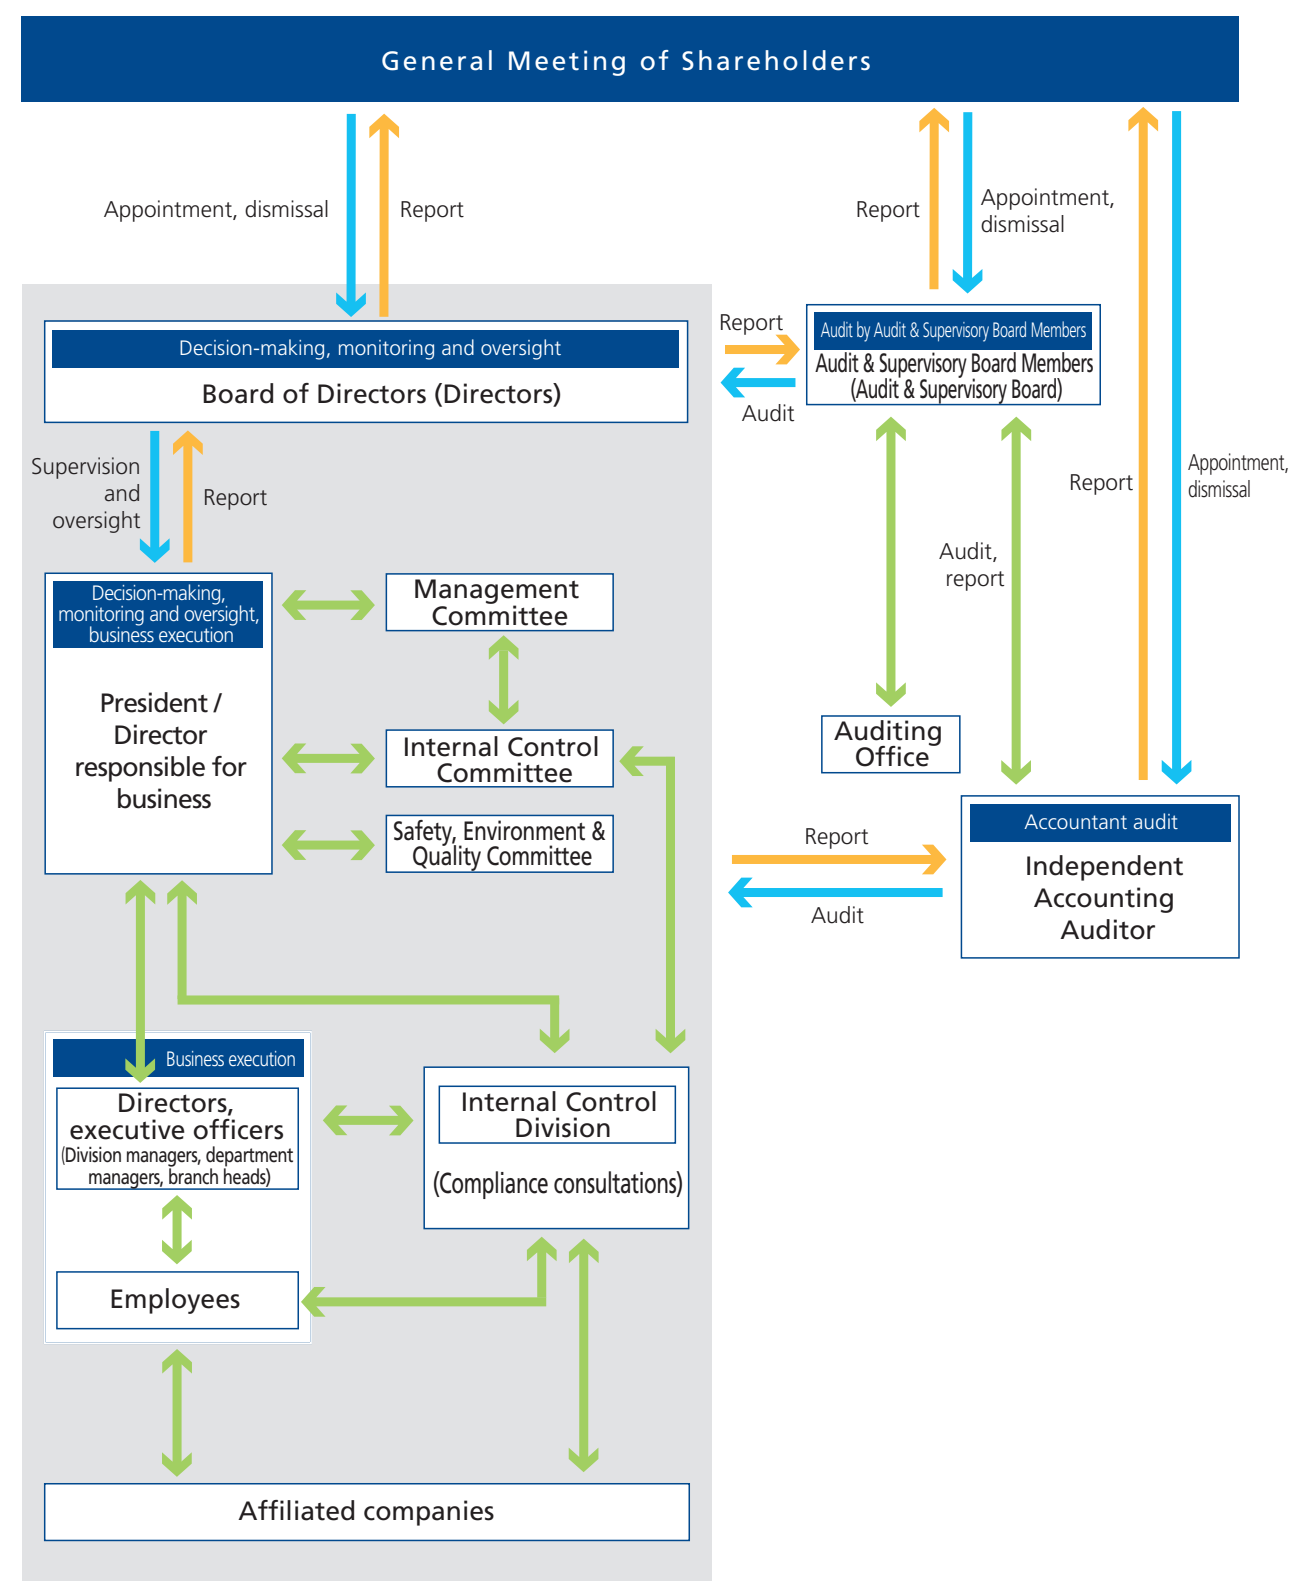 General Meeting of Shareholders
Appointment, dismissal
Report
Report
Appointment,
dismissal
Decision-making, monitoring and oversight
Board of Directors (Directors)
Report
Audit
Audit by Audit & Supervisory Board Members
Audit & Supervisory Board Members
(Audit & Supervisory Board)
Supervision
and
oversight
Report
Report
Appointment,
dismissal
Audit,
report
Decision-making,
monitoring and oversight,
business execution
President /
Director
responsible for
business
Management
Committee
Internal Control
Committee
Safety, Environment &
Quality Committee
Auditing
Office
Report
Audit
Accountant audit
Independent
Accounting
Auditor
Business execution
Directors,
executive officers
(Division managers, department
managers, branch heads)
Employees
Internal Control
Division
(Compliance consultations)
Affiliated companies